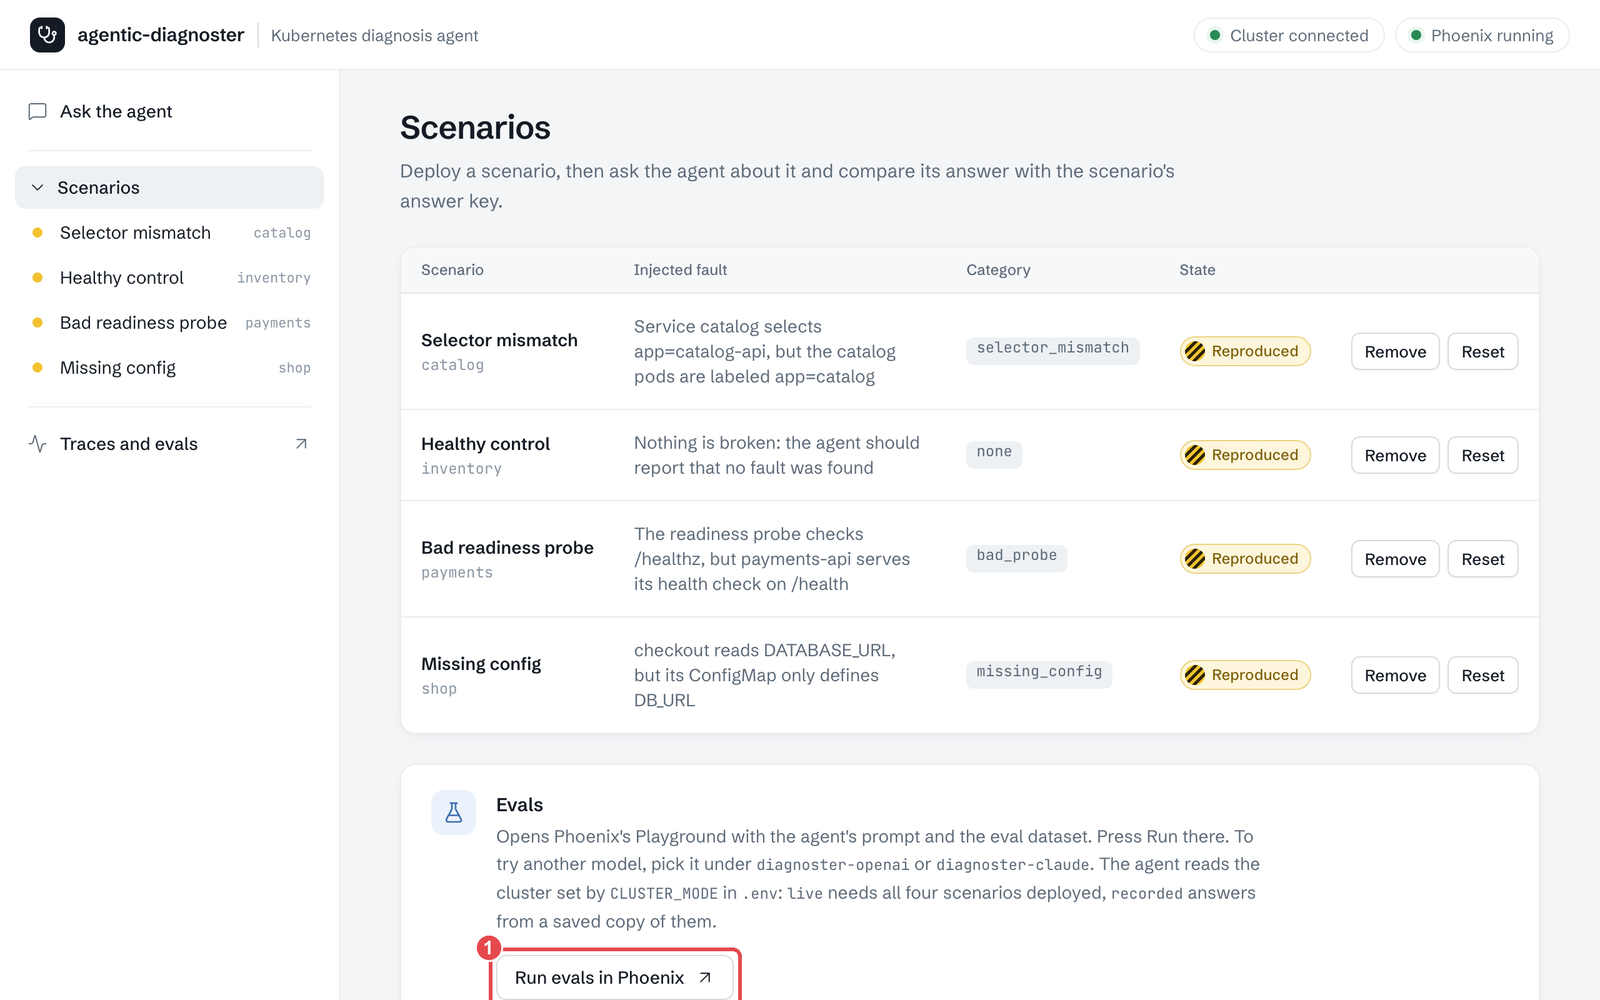 agentic-diagnoster
Kubernetes diagnosis agent
Cluster connected
Phoenix running
Ask the agent
Scenarios
Selector mismatch
catalog
Healthy control
inventory
Bad readiness probe
payments
Missing config
shop
Traces and evals
Scenarios
Deploy a scenario, then ask the agent about it and compare its answer with the scenario's
answer key.
Scenario
Injected fault
Category
State
Selector mismatch
catalog
Service catalog selects
app=catalog-api, but the catalog
pods are labeled app=catalog
selector_mismatch
Reproduced
Remove
Reset
Healthy control
inventory
Nothing is broken: the agent should
report that no fault was found
none
Reproduced
Remove
Reset
Bad readiness probe
payments
The readiness probe checks
/healthz, but payments-api serves
its health check on /health
bad_probe
Reproduced
Remove
Reset
Missing config
shop
checkout reads DATABASE_URL,
but its ConfigMap only defines
DB_URL
missing_config
Reproduced
Remove
Reset
Evals
Opens Phoenix's Playground with the agent's prompt and the eval dataset. Press Run there. To
try another model, pick it under diagnoster-openai or diagnoster-claude. The agent reads the
cluster set by CLUSTER_MODE in .env: live needs all four scenarios deployed, recorded answers
from a saved copy of them.
1
Run evals in Phoenix